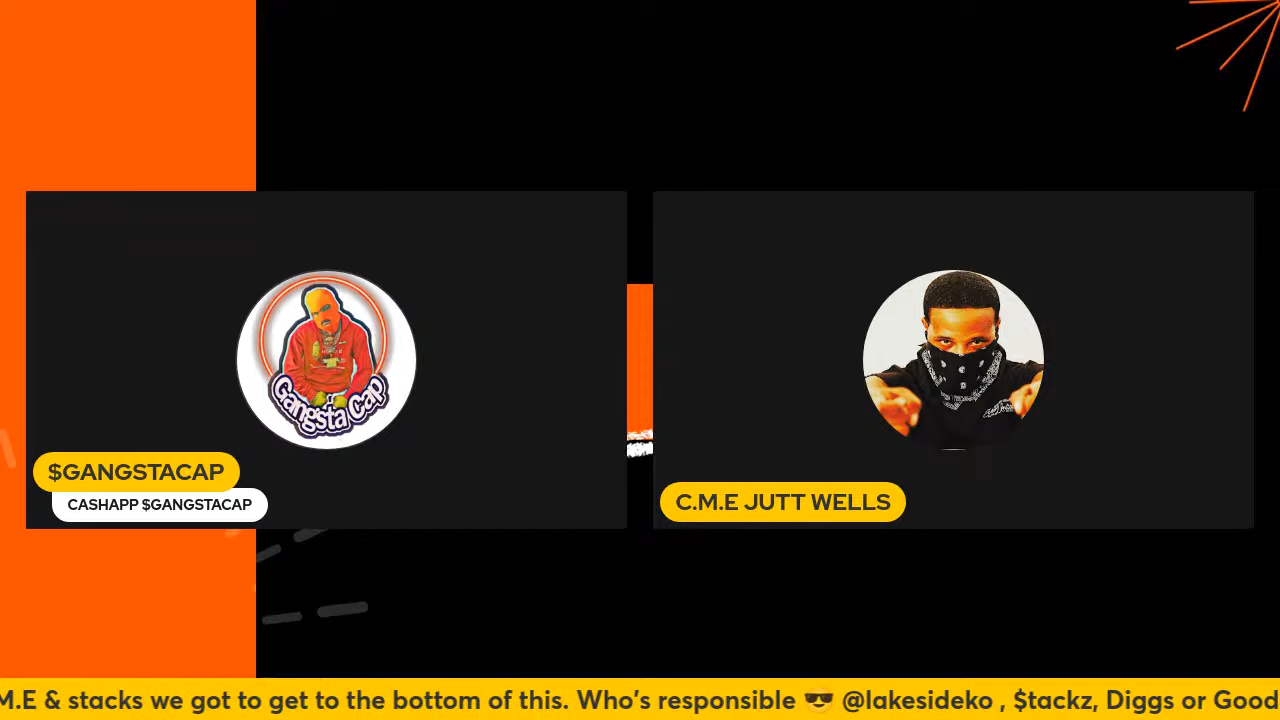 Gangsta Cap
$GANGSTACAP
CASHAPP $GANGSTACAP
C.M.E JUTT WELLS
M.E & stacks we got to get to the bottom of this. Who's responsible 😎 @lakesideko , $tackz, Diggs or Good